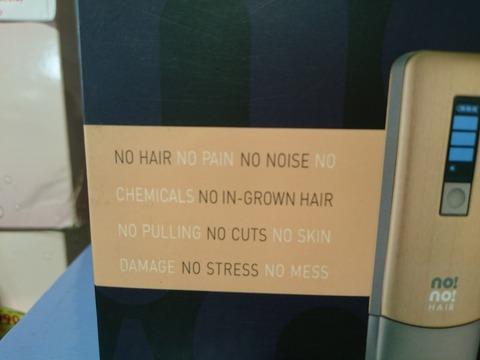 NO HAIR NO PAIN NO NOISE NO
CHEMICALS NO IN-GROWN HAIR
NO PULLING NO CUTS NO SKIN
DAMAGE NO STRESS NO MESS
no!
no!
HAIR